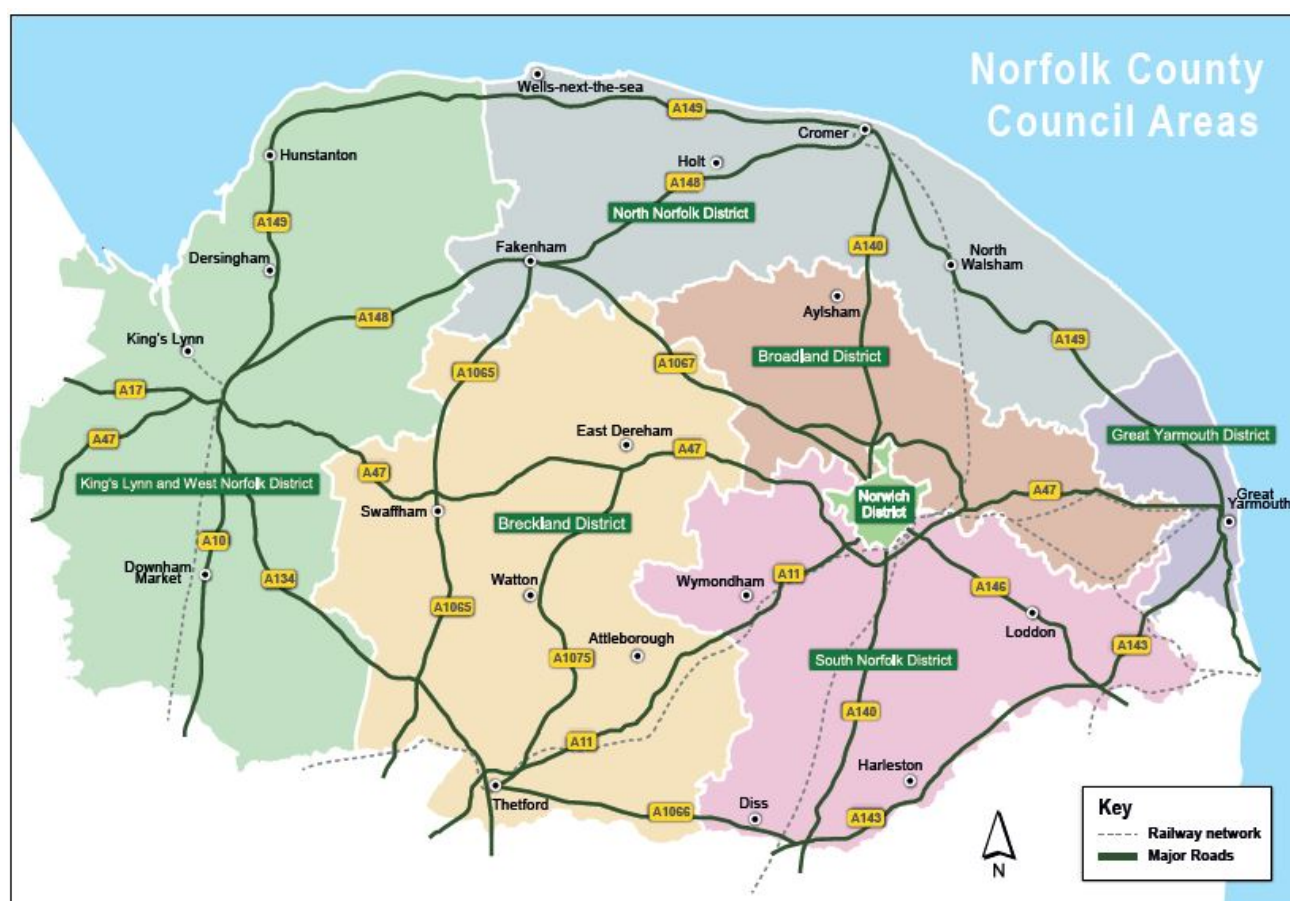 Norfolk County
Council Areas
Wells-next-the-sea
A149
Cromer
Hunstanton
Holt
A148
North Norfolk District
A149
A140
Fakenham
North
Walsham
Dersingham
Aylsham
A148
King's Lynn
A149
Broadland District
A1065
A1067
A17
East Dereham
Great Yarmouth District
A47
A47
A47
King's Lynn and West Norfolk District
Norwich
District
A47
Great
Yarmouth
Swaffham
Breckland District
A10
Downham
Market
A134
Watton
Wymondham
A11
A146
A1065
Loddon
Attleborough
A143
A1075
South Norfolk District
A140
A11
Harleston
Thetford
A1066
Diss
A143
N
Key
Railway network
Major Roads